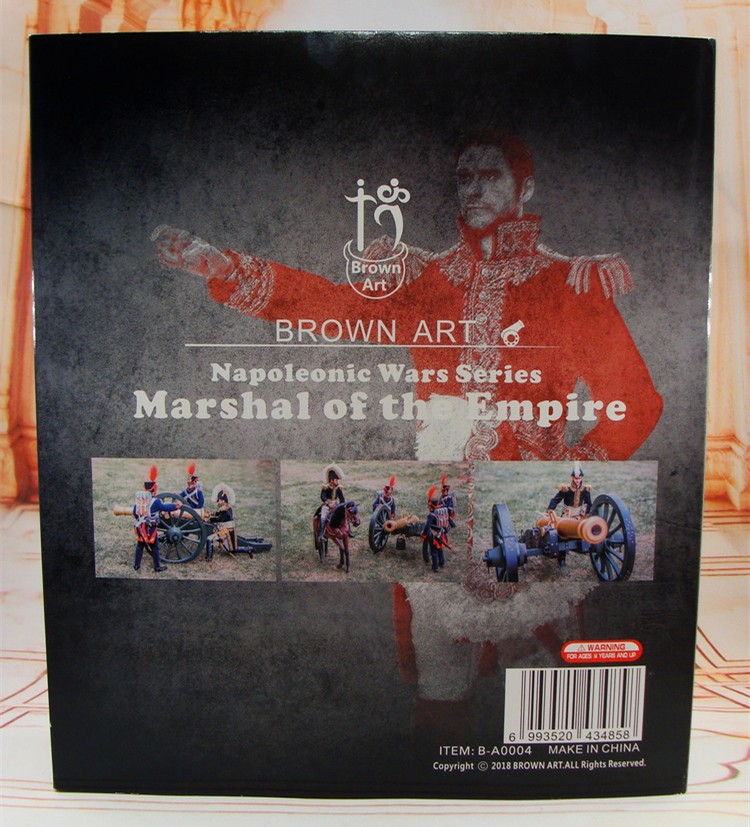 Brown
Art
BROWN ART
Napoleonic Wars Series
Marshal of the Empire
WARNING
FOR AGES 14 YEARS AND UP
6 993520 434858
ITEM: B-A0004 MAKE IN CHINA
Copyright © 2018 BROWN ART.ALL Rights Reserved.